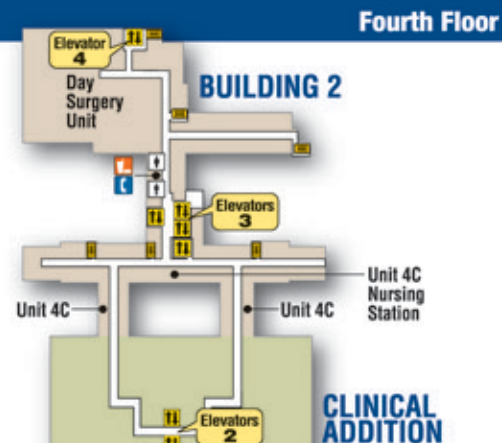 Fourth Floor
Elevator
4
Day
Surgery
Unit
BUILDING 2
Elevators
3
Unit 4C
Nursing
Station
Unit 4C
Unit 4C
CLINICAL
ADDITION
Elevators
2